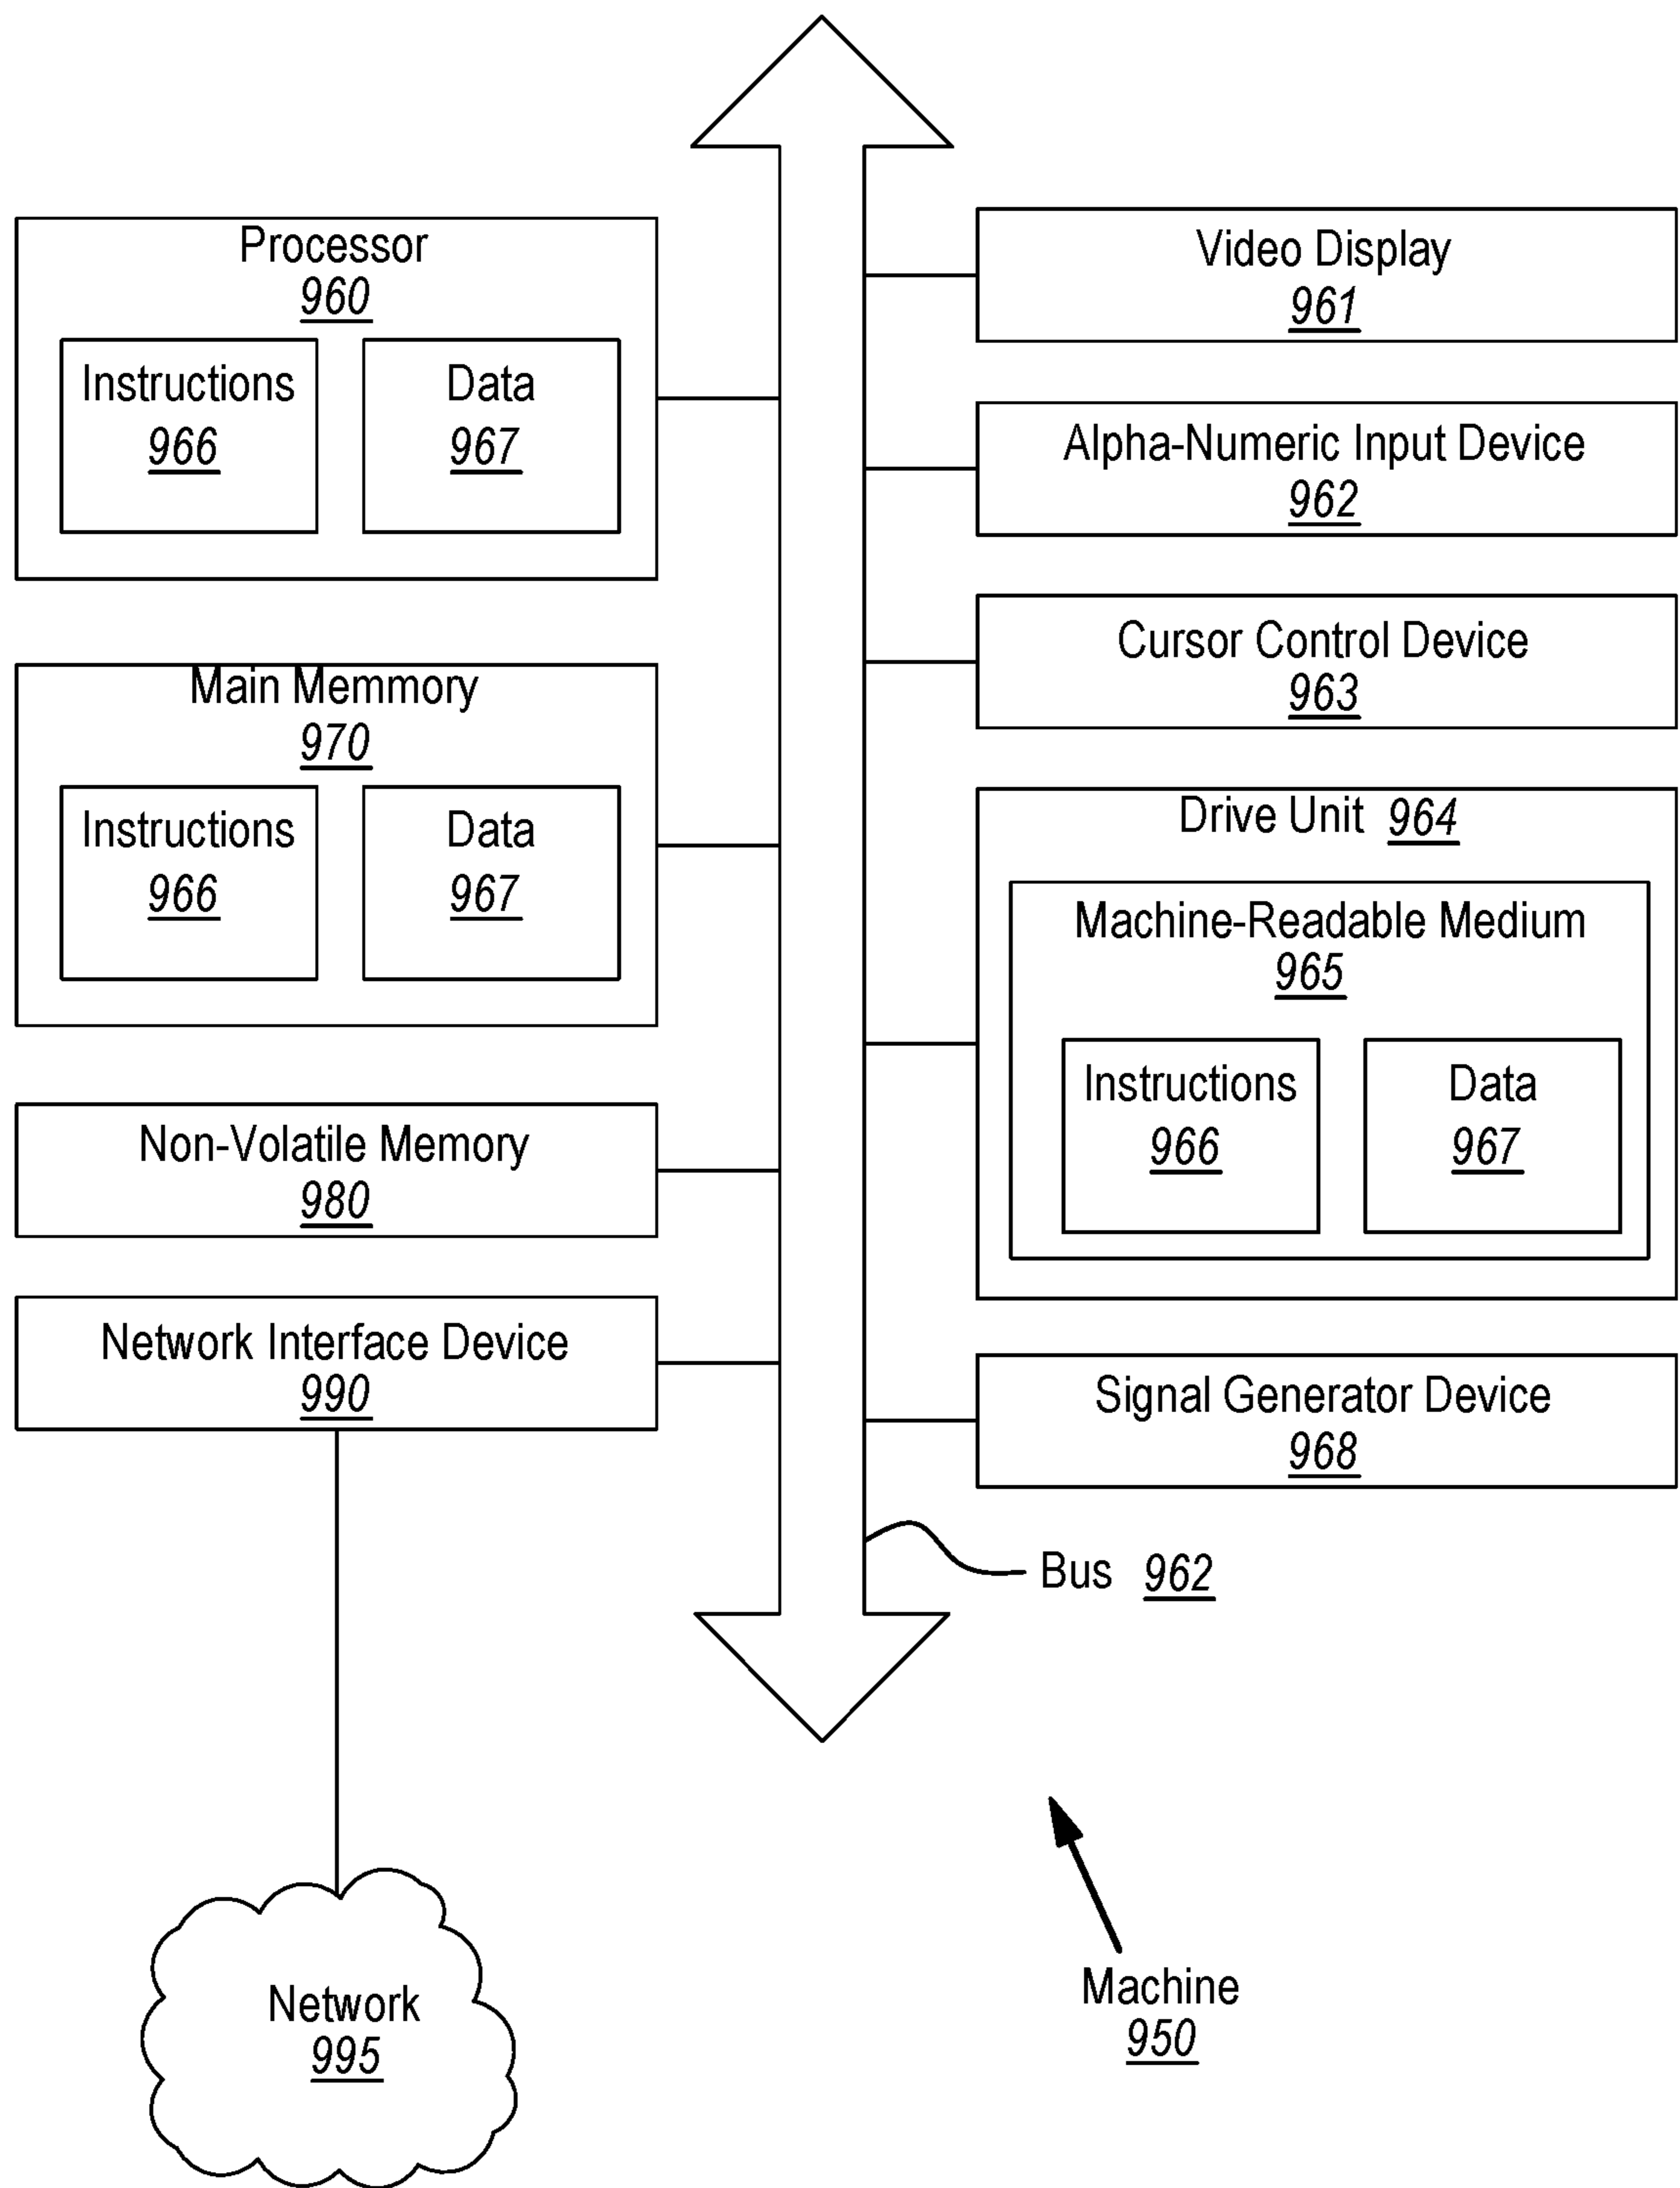 Processor
960
Instructions
966
Data
967
Main Memmory
970
Instructions
966
Data
967
Non-Volatile Memory
980
Network Interface Device
990
Network
995
Video Display
961
Alpha-Numeric Input Device
962
Cursor Control Device
963
Drive Unit 964
Machine-Readable Medium
965
Instructions
966
Data
967
Signal Generator Device
968
Bus 962
Machine
950